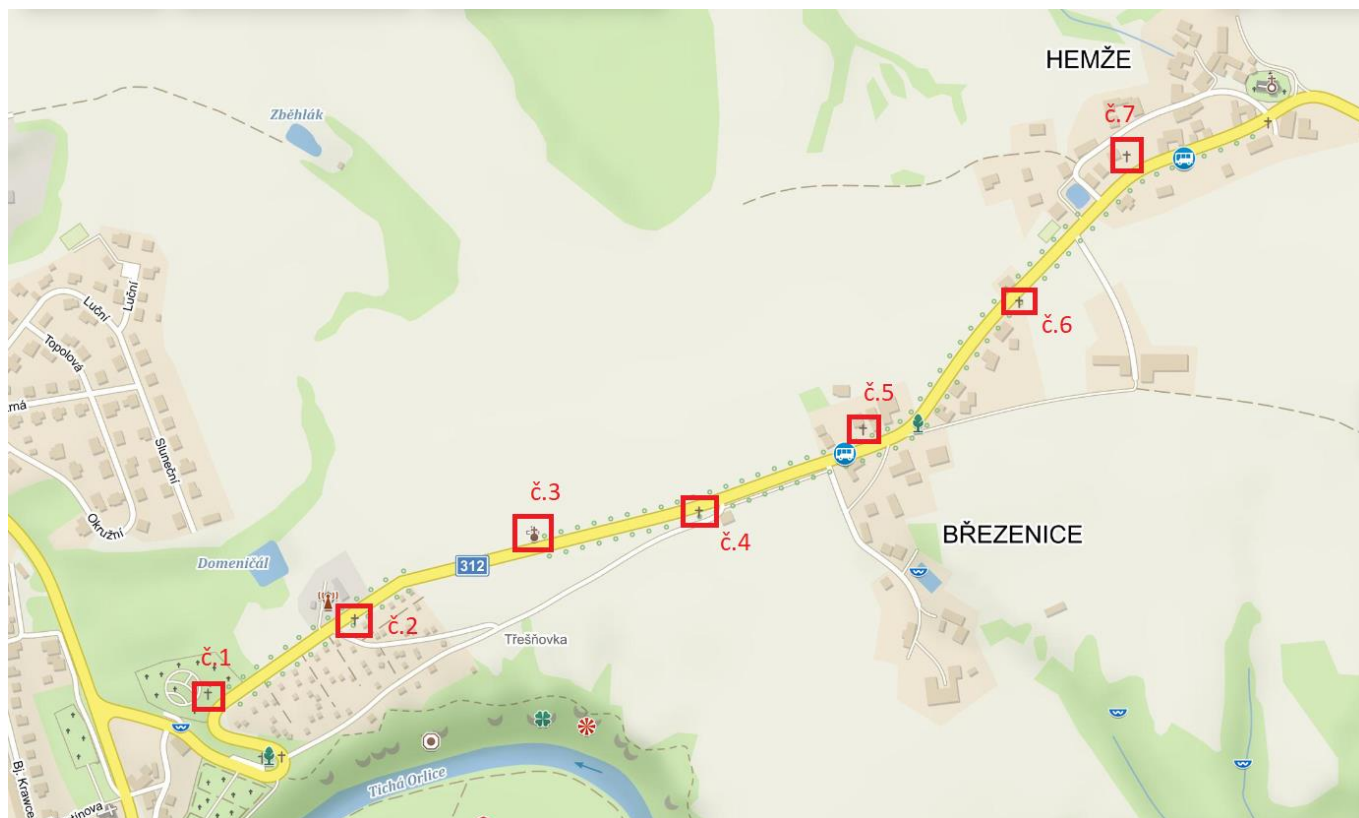 HEMŽE
č.7
Zběhlák
Luční
Luční
Topolová
č.6
č.5
Sluneční
č.3
Okružní
č.4
BŘEZENICE
Domeničál
312
č.2
Třešňovka
č.1
Tichá Orlice
Bj. Krawce